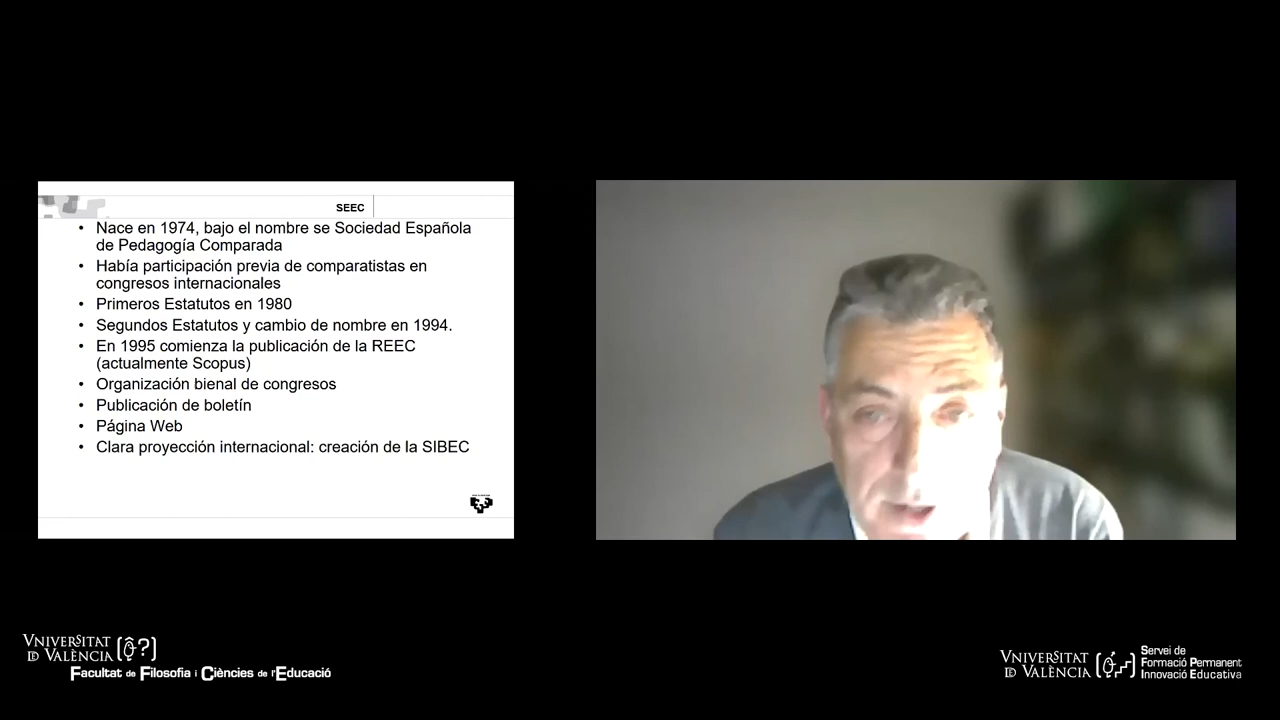 SEEC
• Nace en 1974, bajo el nombre se Sociedad Española
de Pedagogía Comparada
• Había participación previa de comparatistas en
congresos internacionales
• Primeros Estatutos en 1980
• Segundos Estatutos y cambio de nombre en 1994.
• En 1995 comienza la publicación de la REEC
(actualmente Scopus)
• Organización bienal de congresos
• Publicación de boletín
• Página Web
• Clara proyección internacional: creación de la SIBEC
VNIVERSITAT
ID VALÈNCIA
Facultat de Filosofia i Ciències de l'Educació
VNIVERSITAT
ID VALÈNCIA
Servei de
Formació Permanent
Innovació Educativa